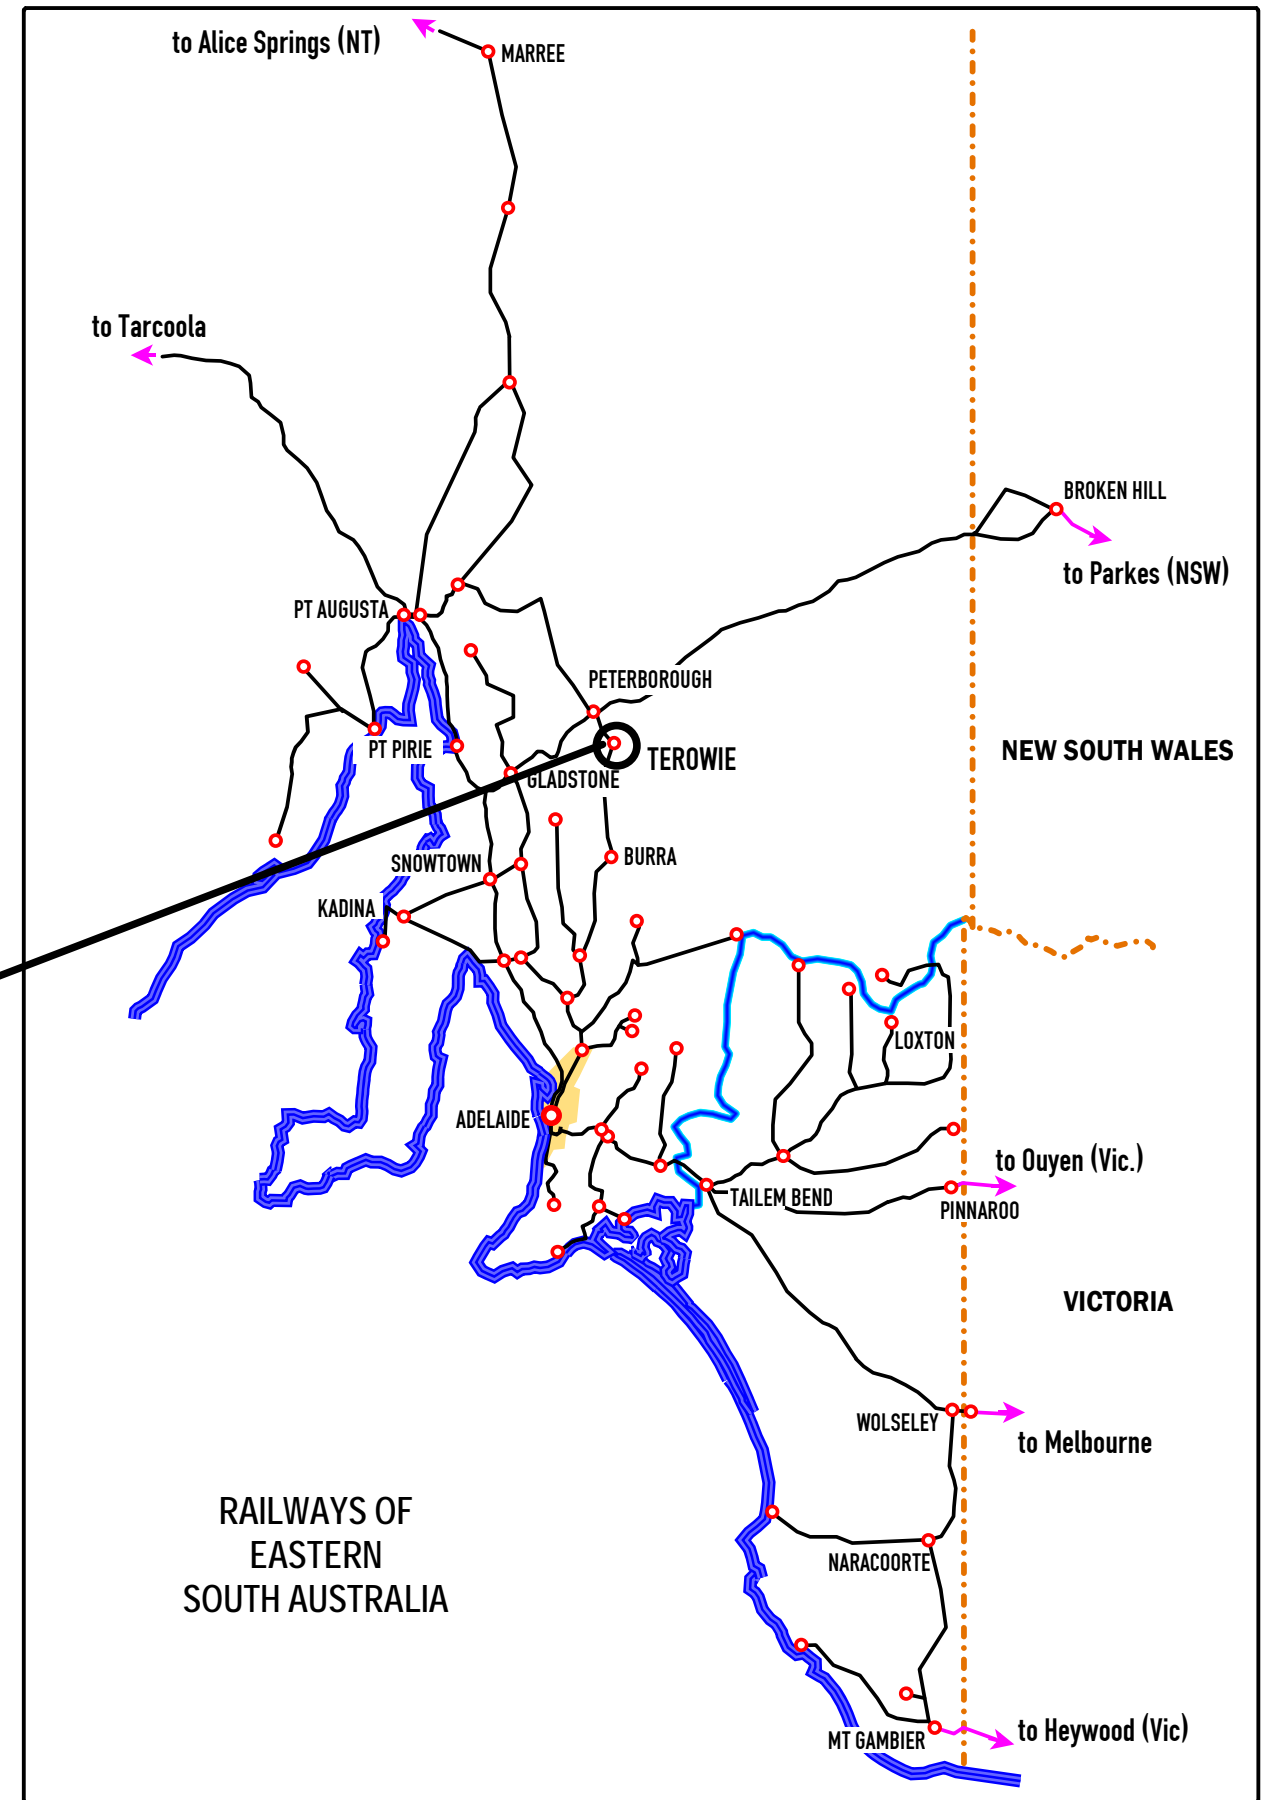 to Alice Springs (NT)
MARREE
to Tarcoola
BROKEN HILL
to Parkes (NSW)
PT AUGUSTA
PETERBOROUGH
PT PIRIE
TEROWIE
NEW SOUTH WALES
GLADSTONE
SNOWTOWN
BURRA
KADINA
LOXTON
ADELAIDE
to Ouyen (Vic.)
TAILEM BEND
PINNAROO
VICTORIA
WOLSELEY
to Melbourne
RAILWAYS OF
EASTERN
SOUTH AUSTRALIA
NARACOORTE
to Heywood (Vic)
MT GAMBIER